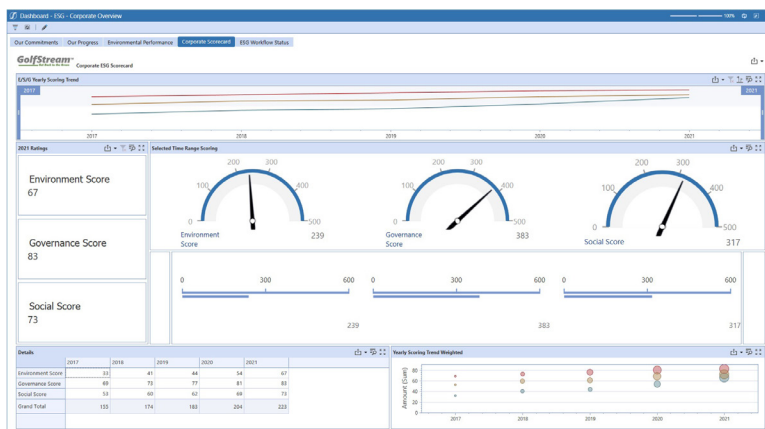 Dashboard - ESG - Corporate Overview
100%
Our Commitments Our Progress Environmental Performance Corporate Scorecard ESG Workflow Status
GolfStream
Corporate ESG Scorecard
E/S/G Yearly Scoring Trend
2017 2021
2017 2018 2019 2020 2021
2021 Ratings
Environment Score
67
Governance Score
83
Social Score
73
Selected Time Range Scoring
0 100 200 300 400 500
Environment Score
239
0 100 200 300 400 500
Governance Score
383
0 100 200 300 400 500
Social Score
317
0 300 600
239
0 300 600
383
0 300 600
317
Details
2017 2018 2019 2020 2021
Environment Score 33 41 44 54 67
Governance Score 69 73 77 81 83
Social Score 53 60 62 69 73
Grand Total 155 174 183 204 223
Yearly Scoring Trend Weighted
Amount (Sum)
80
60
40
20
0
2017 2018 2019 2020 2021